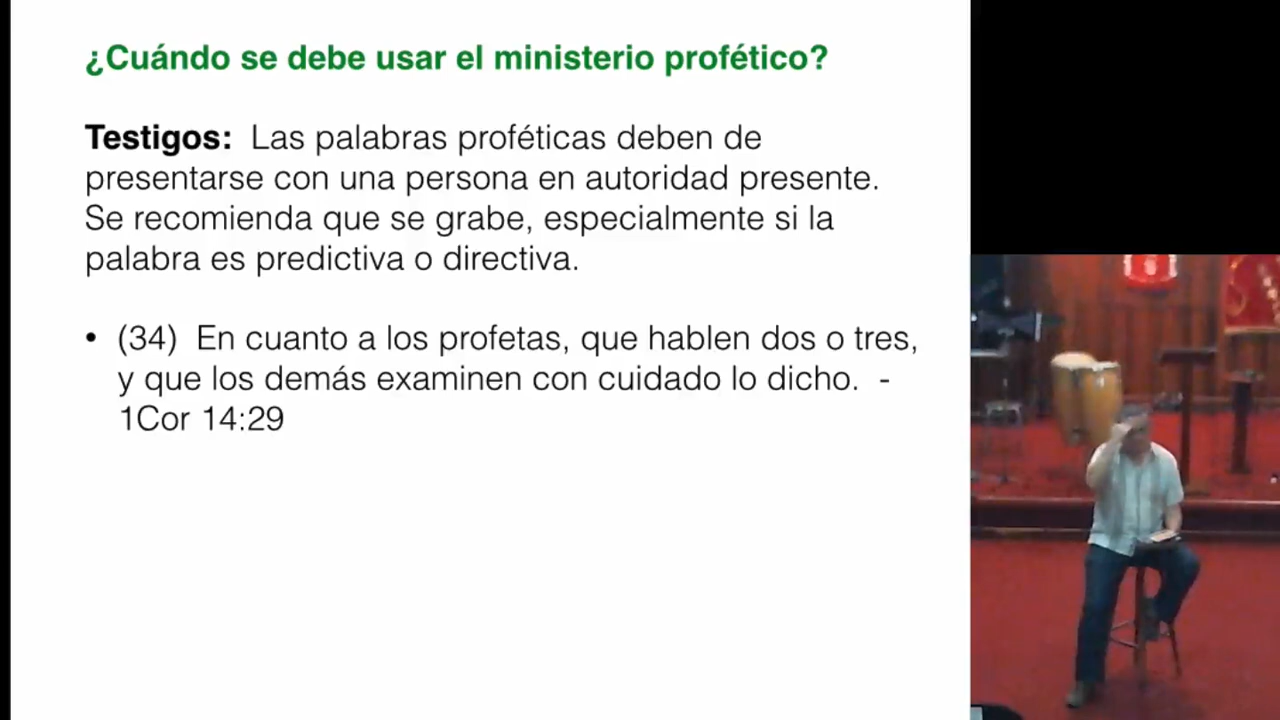 ¿Cuándo se debe usar el ministerio profético?
Testigos: Las palabras proféticas deben de
presentarse con una persona en autoridad presente.
Se recomienda que se grabe, especialmente si la
palabra es predictiva o directiva.
• (34) En cuanto a los profetas, que hablen dos o tres,
y que los demás examinen con cuidado lo dicho. -
1Cor 14:29